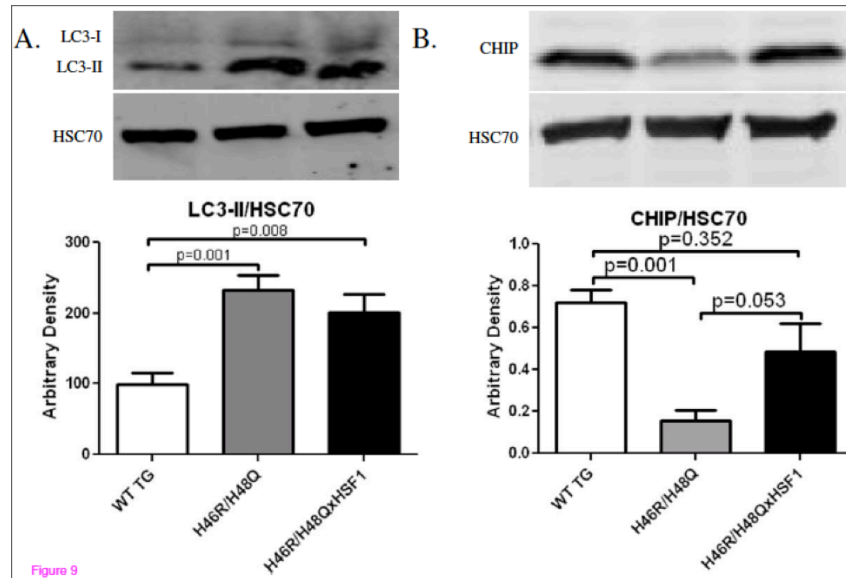 A.
LC3-I
LC3-II
HSC70
LC3-II/HSC70
p=0.008
p=0.001
Arbitrary Density
300
200
100
0
WT TG
H46R/H48Q
H46R/H48QxHSF1
B.
CHIP
HSC70
CHIP/HSC70
p=0.352
p=0.001
p=0.053
Arbitrary Density
1.0
0.8
0.6
0.4
0.2
0.0
WT TG
H46R/H48Q
H46R/H48QxHSF1
Figure 9